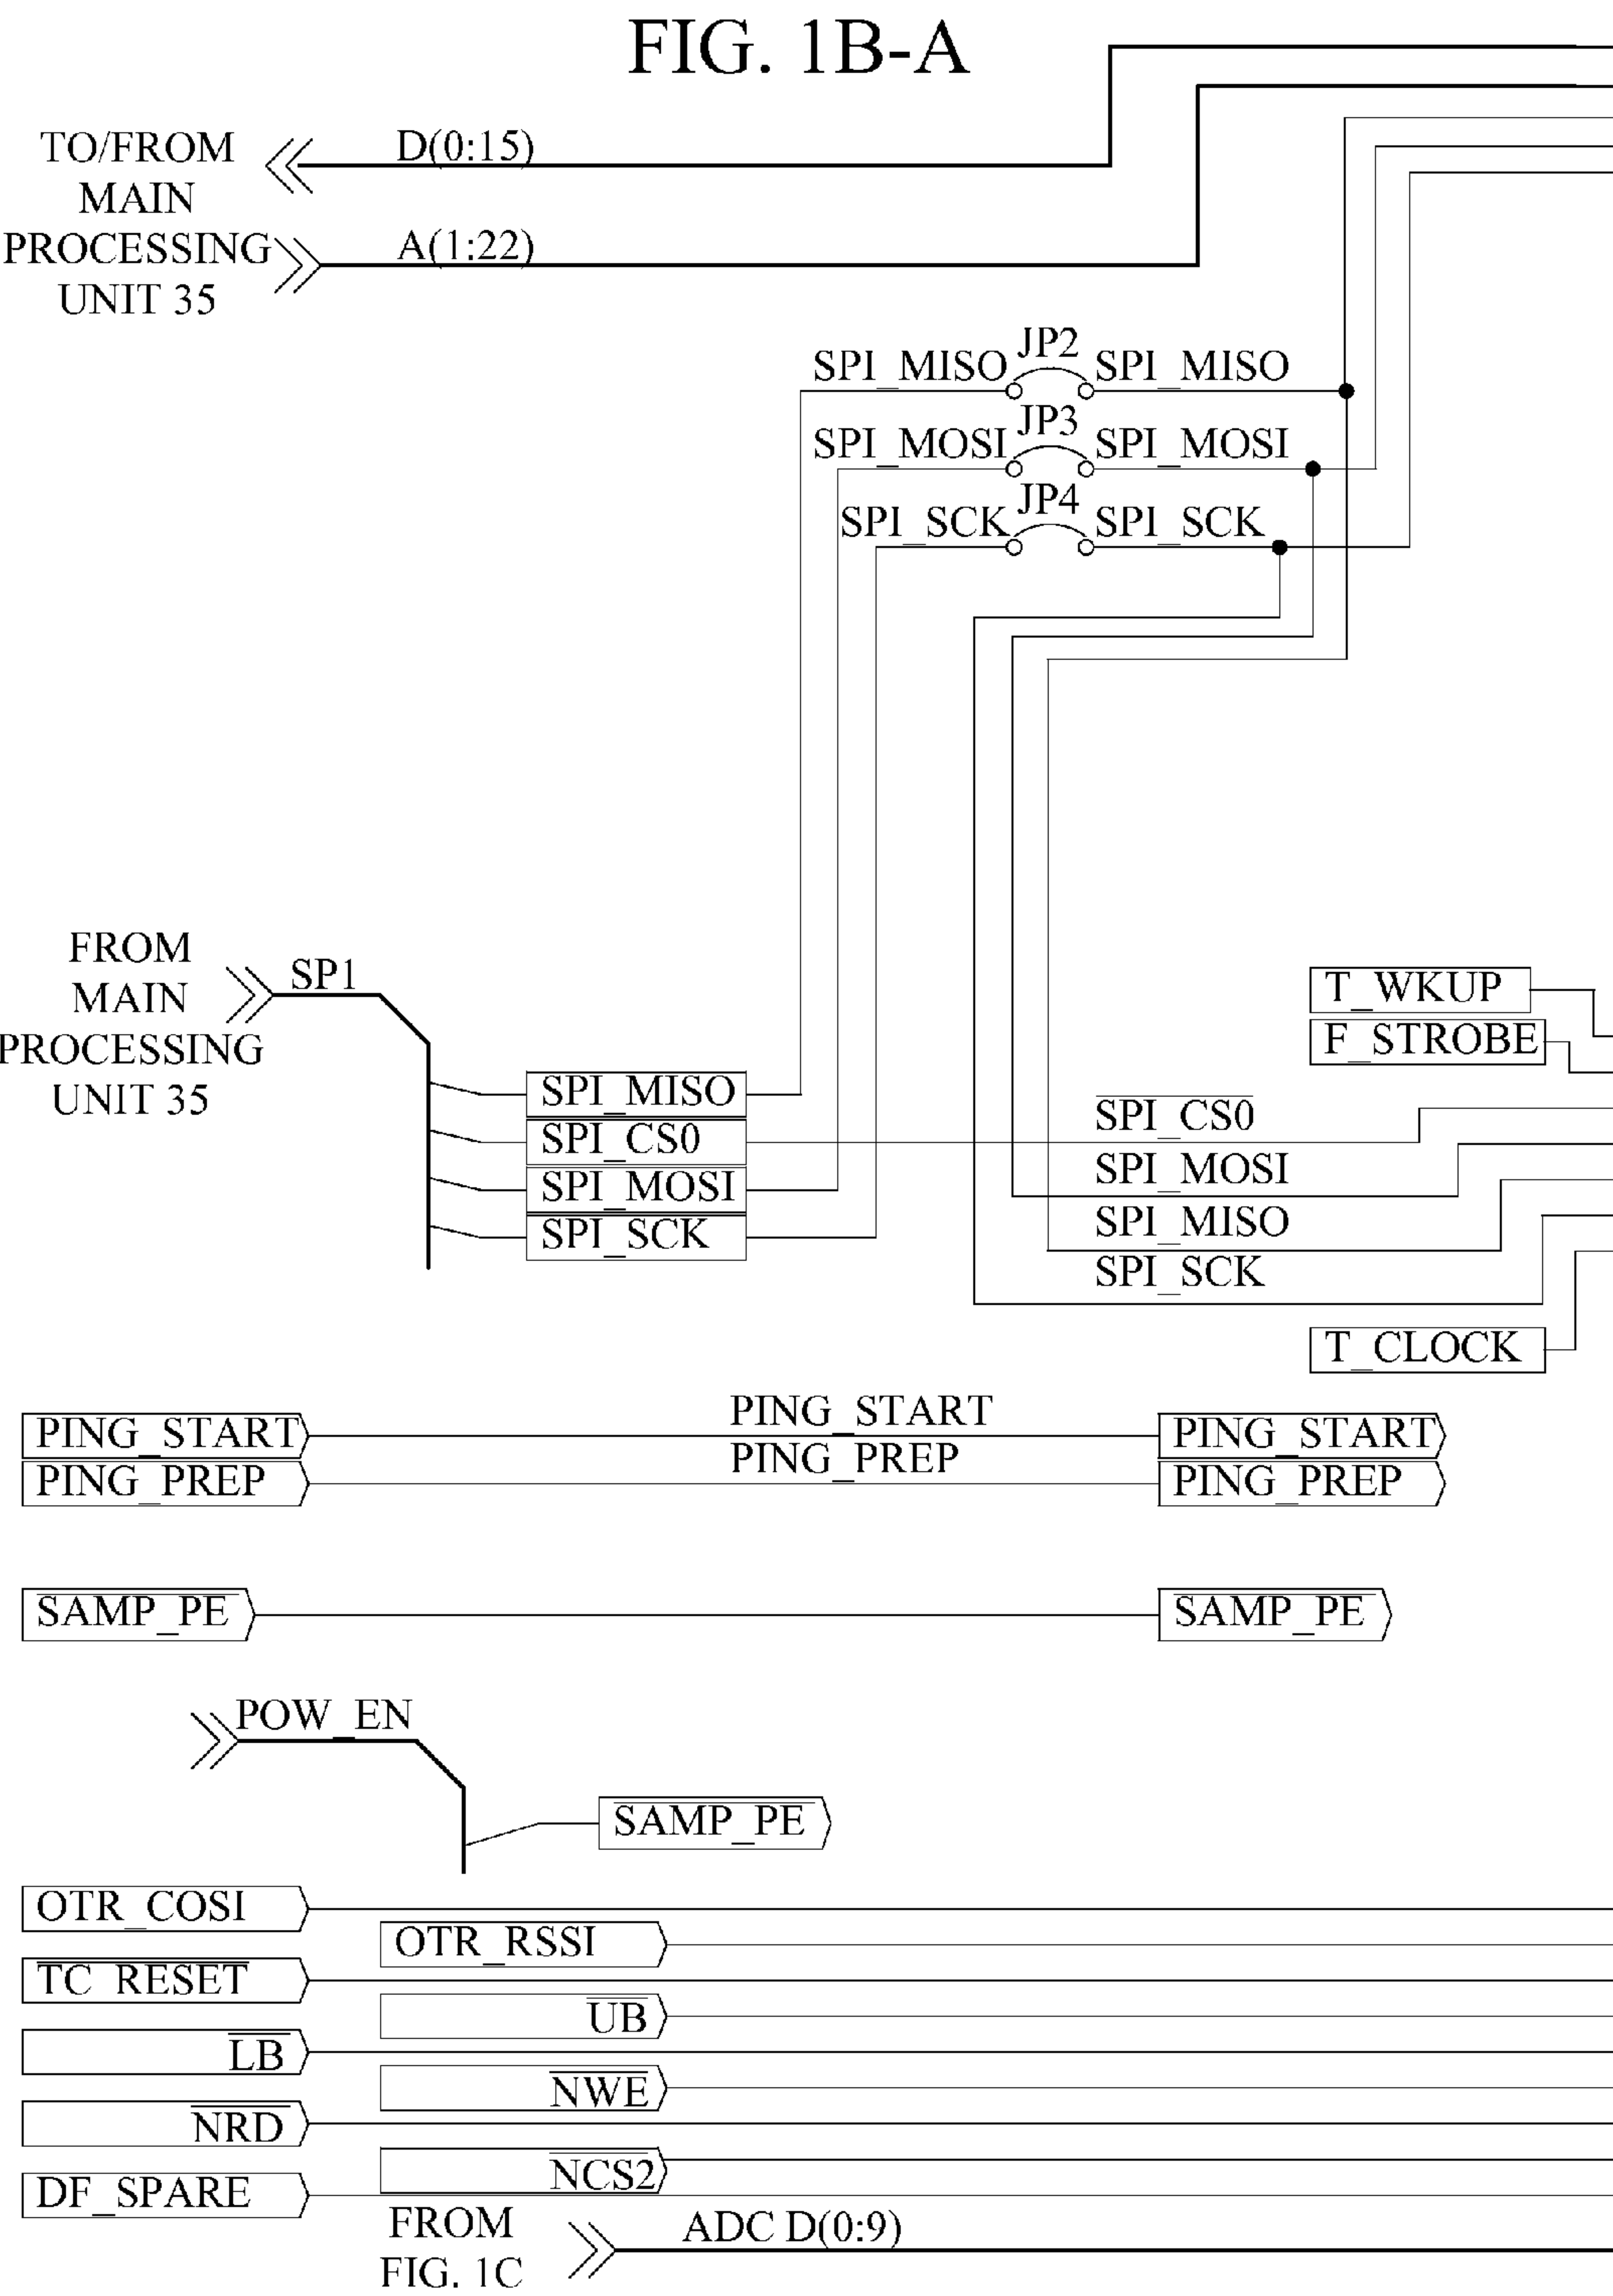 FIG. 1B-A
TO/FROM
MAIN
PROCESSING
UNIT 35
D(0:15)
A(1:22)
SPI_MISO JP2 SPI_MISO
SPI_MOSI JP3 SPI_MOSI
SPI_SCK JP4 SPI_SCK
FROM
MAIN
PROCESSING
UNIT 35
SP1
SPI_MISO
SPI_CS0
SPI_MOSI
SPI_SCK
T_WKUP
F_STROBE
SPI_CS0
SPI_MOSI
SPI_MISO
SPI_SCK
T_CLOCK
PING_START PING_START PING_START
PING_PREP PING_PREP PING_PREP
SAMP_PE SAMP_PE
POW_EN
SAMP_PE
OTR_COSI
OTR_RSSI
TC_RESET
UB
LB
NWE
NRD
NCS2
DF_SPARE
FROM
FIG. 1C
ADC D(0:9)